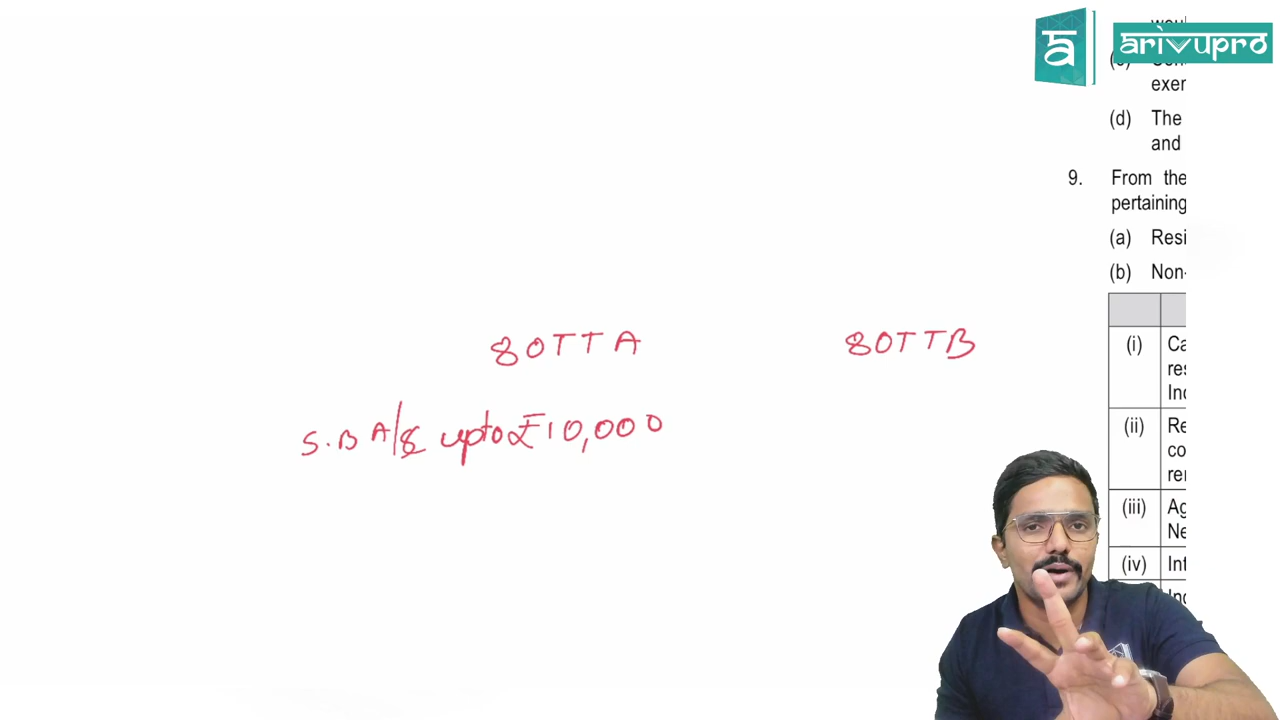 ā arivupro
exer
(d) The
and
9. From the
pertaining
(a) Resi
(b) Non-
80TTA 80TTB
(i) Ca
res
Inc
S.B A/c upto ₹10,000
(ii) Re
co
rer
(iii) Ag
Ne
(iv) Int
Inc